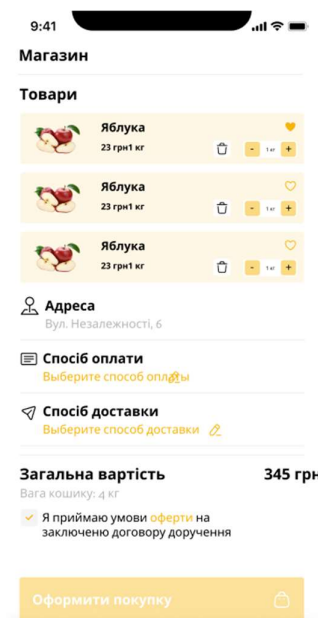 9:41
Магазин
Товари
Яблука
23 грн1 кг
- 1 кг +
Яблука
23 грн1 кг
- 1 кг +
Яблука
23 грн1 кг
- 1 кг +
Адреса
Вул. Незалежності, 6
Спосіб оплати
Выберите способ оплаты
Спосіб доставки
Выберите способ доставки
Загальна вартість 345 грн
Вага кошику: 4 кг
Я приймаю умови оферти на
заключеню договору доручення
Оформити покупку